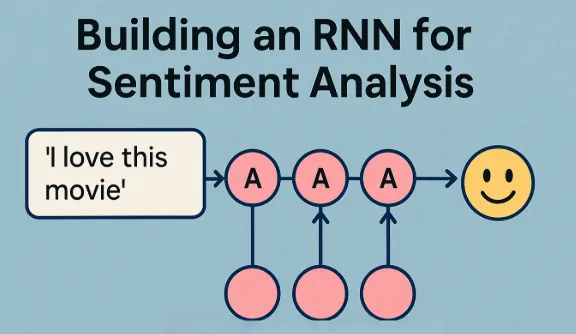 Building an RNN for
Sentiment Analysis
'I love this
movie'
A A A